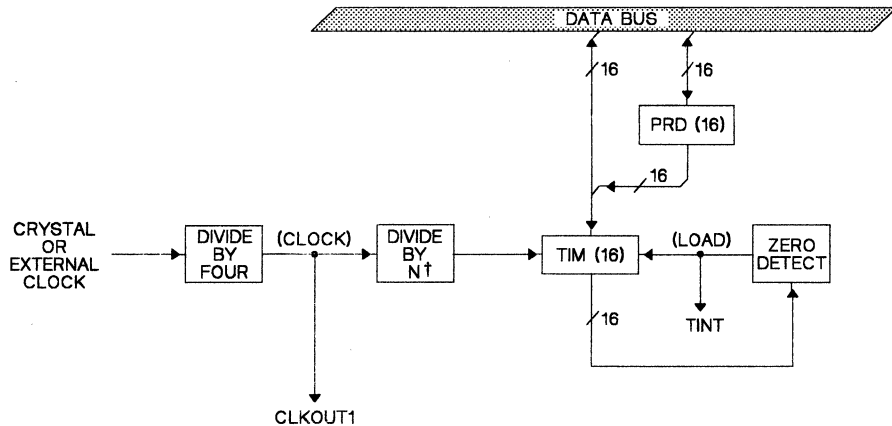 DATA BUS
16
16
PRD (16)
16
CRYSTAL
OR
EXTERNAL
CLOCK
DIVIDE
BY
FOUR
(CLOCK)
DIVIDE
BY
N†
TIM (16)
(LOAD)
ZERO
DETECT
16
TINT
CLKOUT1